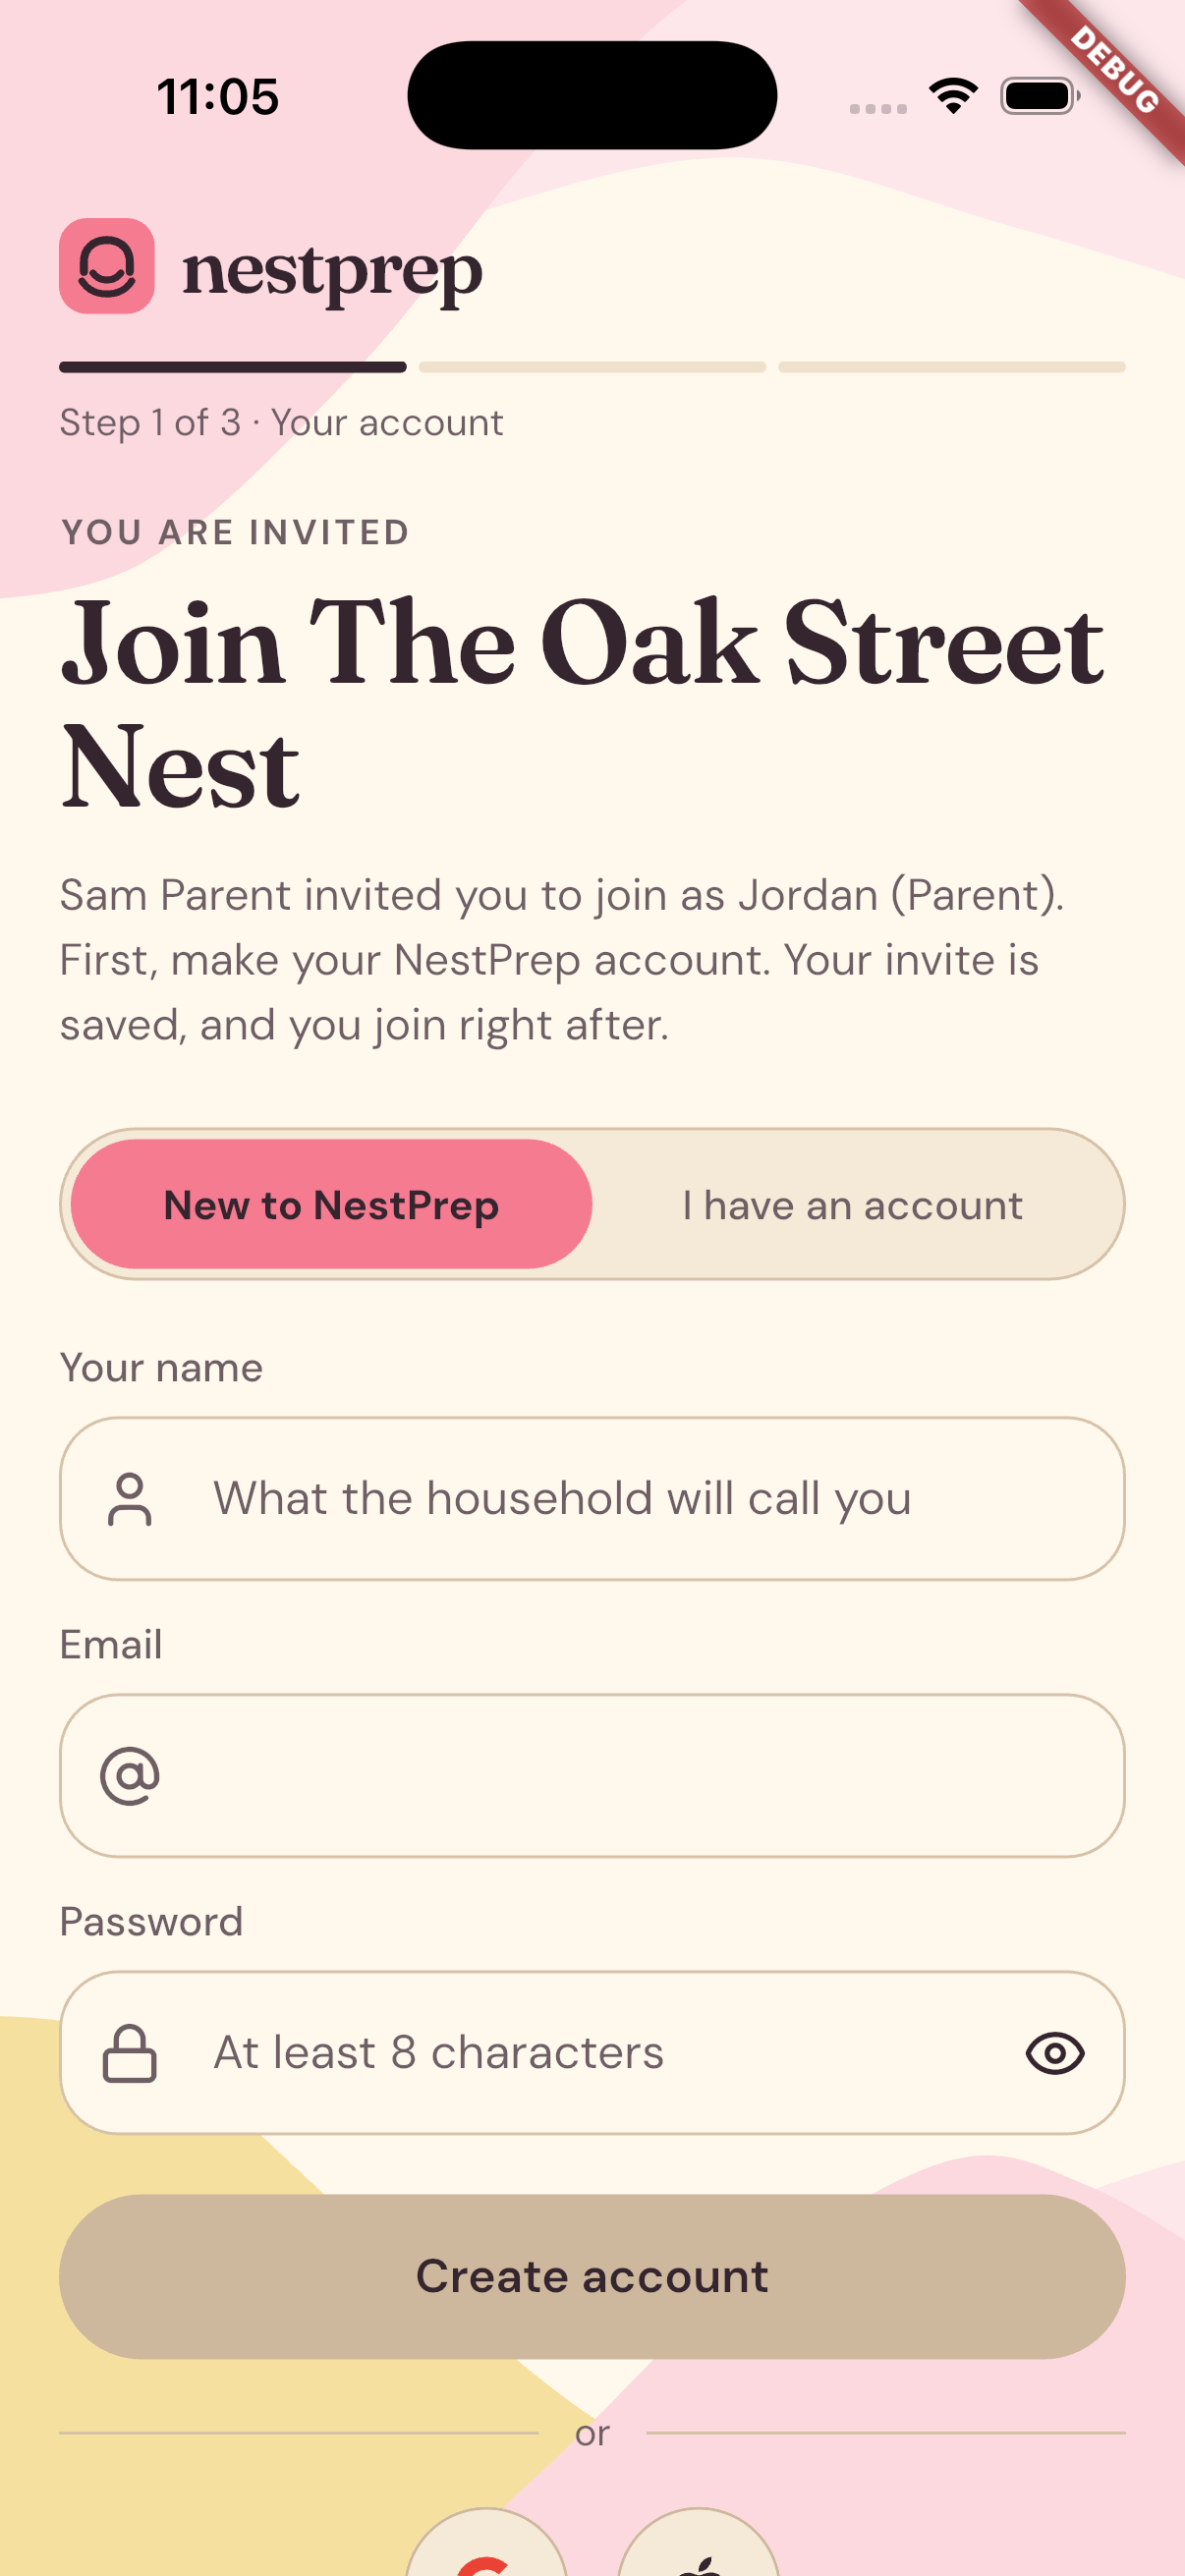 11:05
DEBUG
nestprep
Step 1 of 3 · Your account
YOU ARE INVITED
Join The Oak Street
Nest
Sam Parent invited you to join as Jordan (Parent).
First, make your NestPrep account. Your invite is
saved, and you join right after.
New to NestPrep
I have an account
Your name
What the household will call you
Email
Password
At least 8 characters
Create account
or